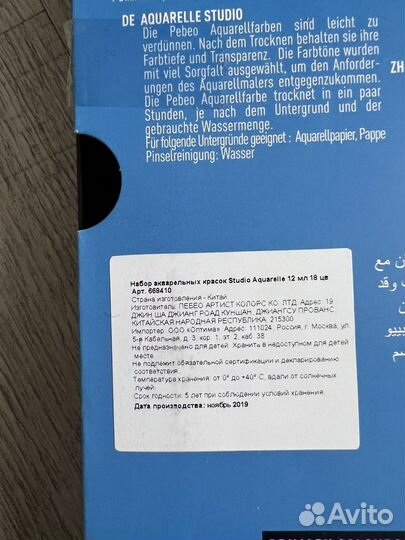 DE AQUARELLE STUDIO
Die Pebeo Aquarellfarben sind leicht zu
verdünnen. Nach dem Trocknen behalten sie ihre
Farbtiefe und Transparenz. Die Farbtöne wurden
mit viel Sorgfalt ausgewählt, um den Anforder-
ungen des Aquarellmalers entgegenzukommen.
Die Pebeo Aquarellfarbe trocknet in ein paar
Stunden, je nach dem Untergrund und der
gebrauchte Wassermenge.
Für folgende Untergründe geeignet : Aquarellpapier, Pappe
Pinselreinigung: Wasser
ZH
ن مع
وقد
Набор акварельных красок Studio Aquarelle 12 мл 18 цв
Арт. 668410
Страна изготовления - Китай
Изготовитель: ПЕБЕО АРТИСТ КОЛОРС КО. ЛТД. Адрес: 19
ДЖИН ША ДЖИАНГ РОАД КУНШАН, ДЖИАНГСУ ПРОВАНС,
КИТАЙСКАЯ НАРОДНАЯ РЕСПУБЛИКА, 215300
Импортер: ООО «Оптима» Адрес: 111024, Россия, г. Москва, ул.
5-я Кабельная, д. 3, кор. 1, эт. 2, каб. 38
Не предназначено для детей. Хранить в недоступном для детей
месте.
Не подлежит обязательной сертификации и декларированию
соответствия.
Температура хранения: от 0° до +40° С, вдали от солнечных
лучей.
Срок годности: 5 лет при соблюдении условий хранения.
Дата производства: ноябрь 2019
Avito